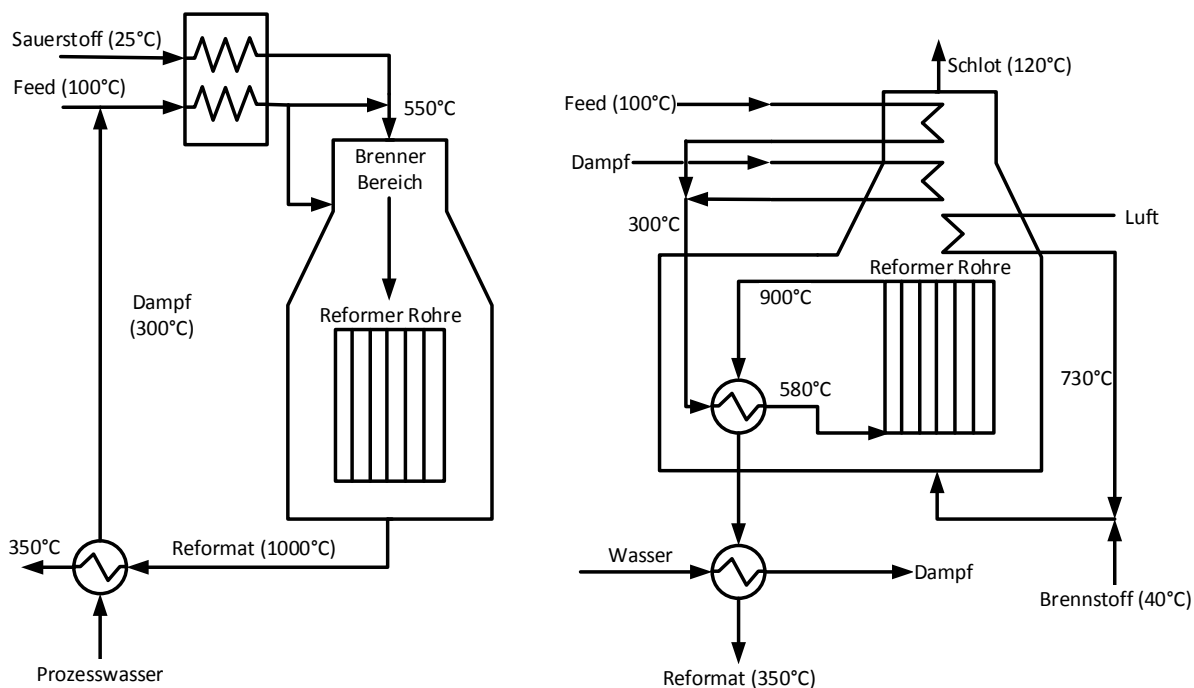 Sauerstoff (25°C)
Feed (100°C)
550°C
Brenner
Bereich
Dampf
(300°C)
Reformer Rohre
350°C
Reformat (1000°C)
Prozesswasser
Schlot (120°C)
Feed (100°C)
Dampf
300°C
Luft
Reformer Rohre
900°C
580°C
730°C
Wasser
Dampf
Brennstoff (40°C)
Reformat (350°C)